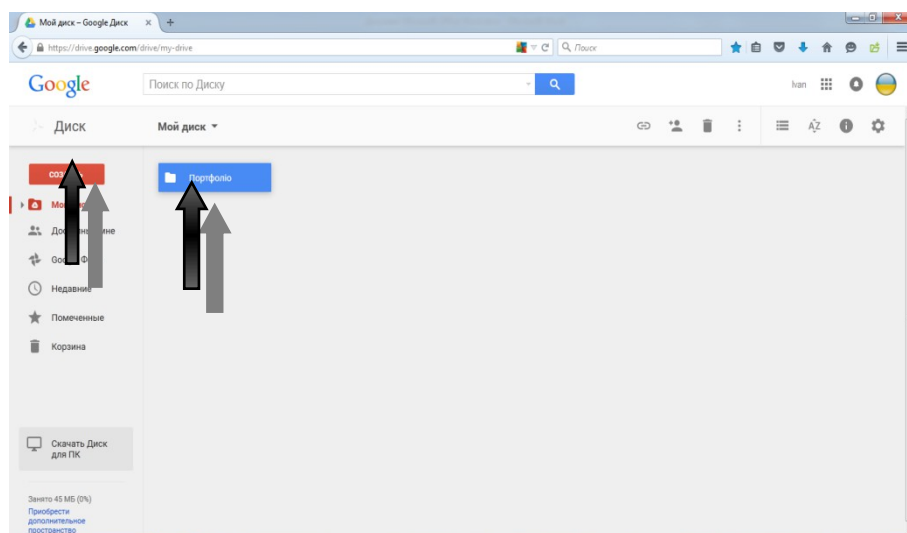 Мой диск – Google Диск
https://drive.google.com/drive/my-drive
Поиск
Google
Поиск по Диску
Ivan
Диск
Мой диск
Портфоліо
Недавние
Помеченные
Корзина
Скачать Диск
для ПК
Занято 45 МБ (0%)
Приобрести
дополнительное
пространство